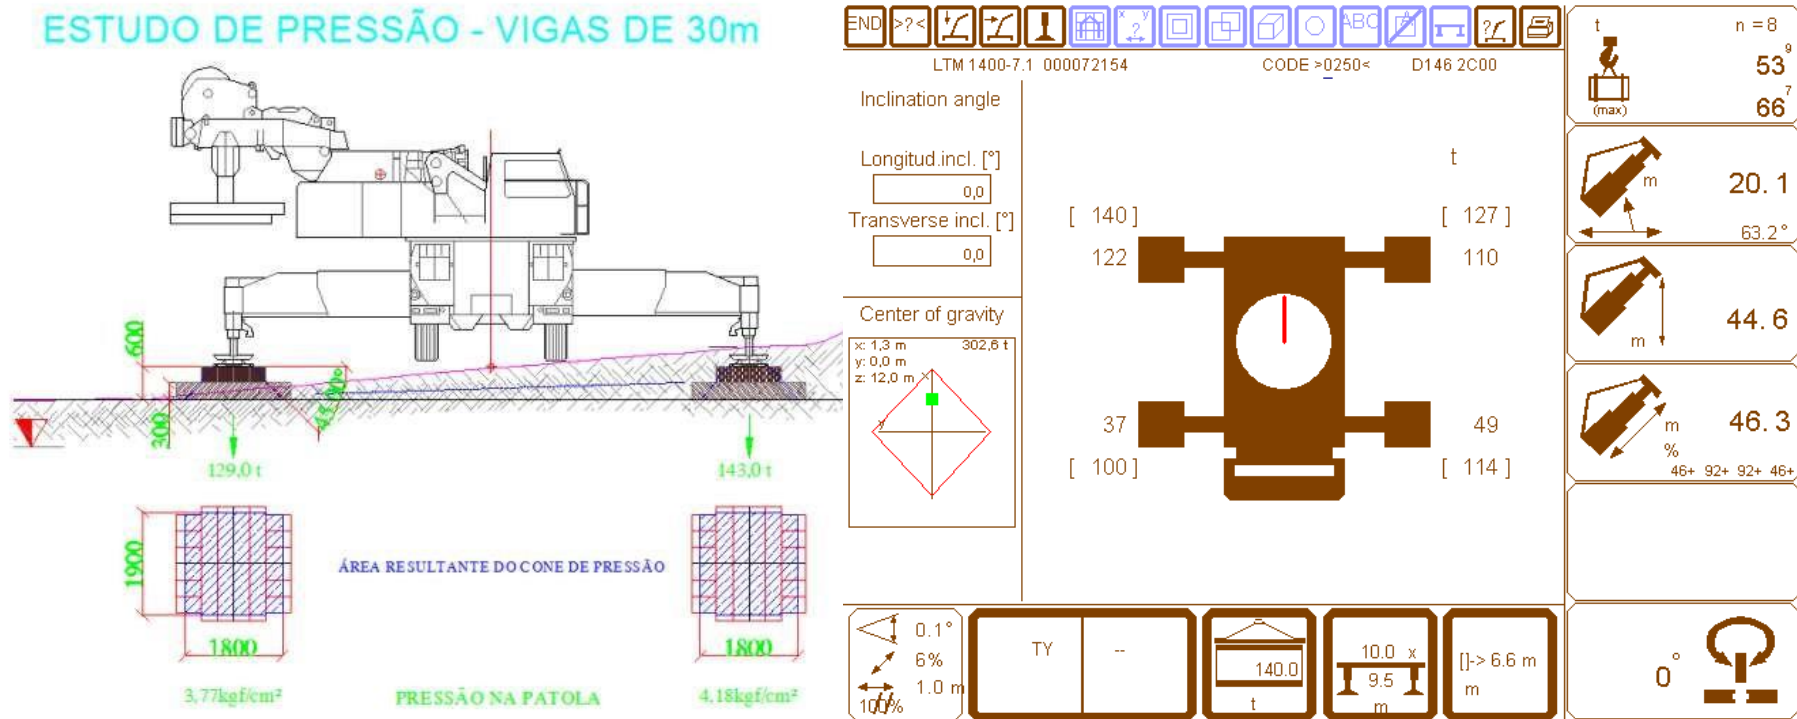 ESTUDO DE PRESSÃO - VIGAS DE 30m
600
300
45,00°
129,0 t
143,0 t
1900
ÁREA RESULTANTE DO CONE DE PRESSÃO
1800
1800
3,77kgf/cm²
PRESSÃO NA PATOLA
4,18kgf/cm²
END >?< ? x y ? ABC ?
LTM 1400-7.1 000072154 CODE >0250< D146 2C00
Inclination angle
Longitud.incl. [°]
0,0
Transverse incl. [°]
0,0
Center of gravity
x: 1,3 m 302,6 t
y: 0,0 m
z: 12,0 m x
y
t
[ 140 ] [ 127 ]
122 110
37 49
[ 100 ] [ 114 ]
t n = 8
53 9
66 7
(max)
m 20. 1
63.2°
44. 6
m
46. 3
m
%
46+ 92+ 92+ 46+
0.1°
6%
1.0 m
100%
TY --
140.0
t
10.0 x
9.5
m
[]-> 6.6 m
m
0°